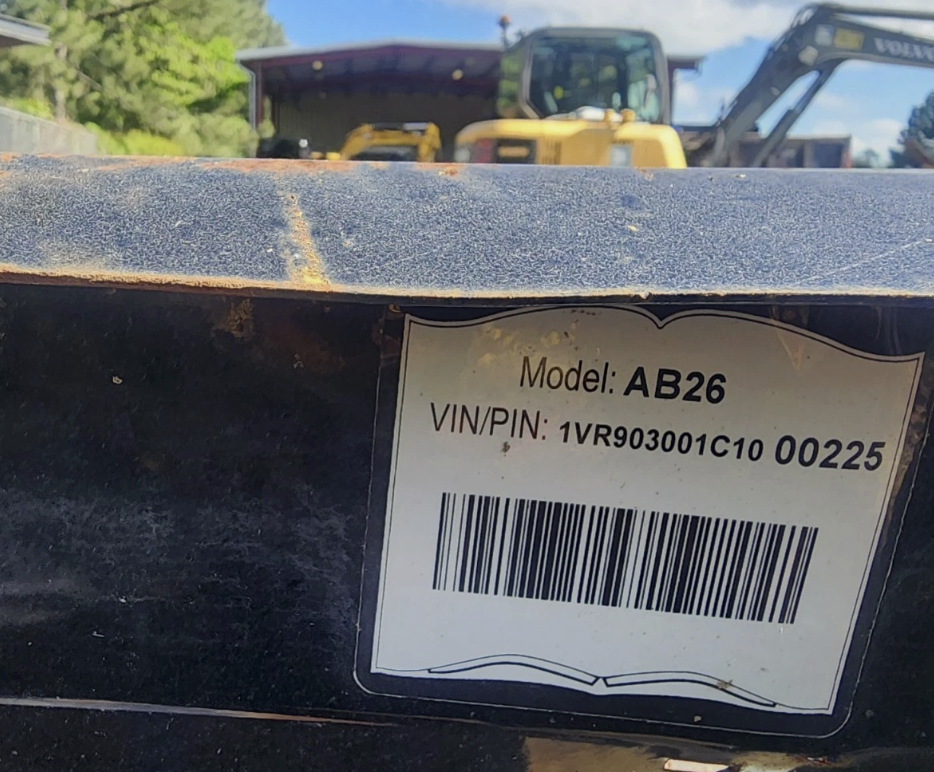 VOLVO
Model: AB26
VIN/PIN: 1VR903001C10 00225